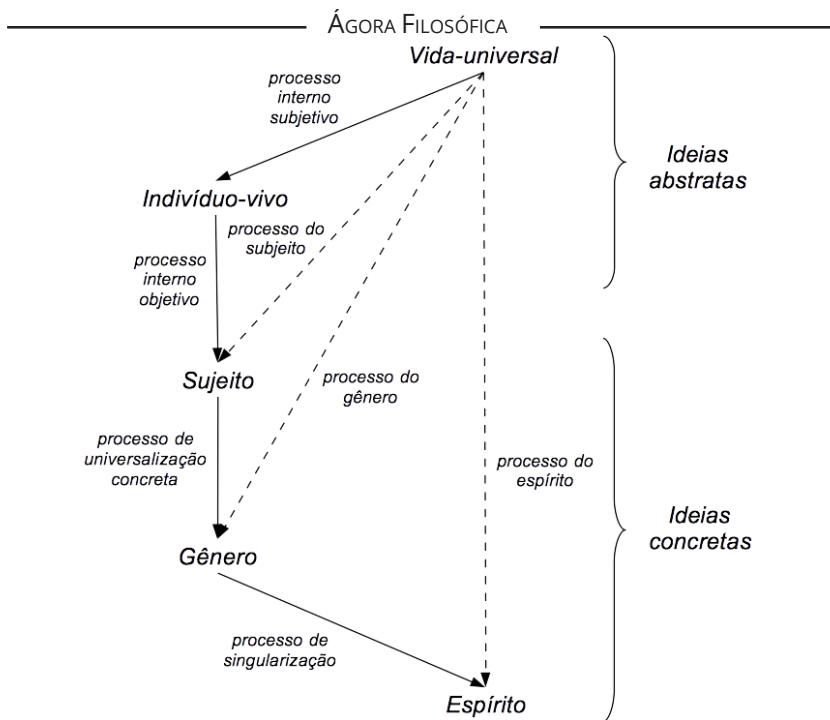 ÁGORA FILOSÓFICA
Vida-universal
processo
interno
subjetivo
Ideias
abstratas
Indivíduo-vivo
processo do
subjeito
processo
interno
objetivo
Sujeito
processo do
gênero
processo de
universalização
concreta
processo do
espírito
Ideias
concretas
Gênero
processo de
singularização
Espírito